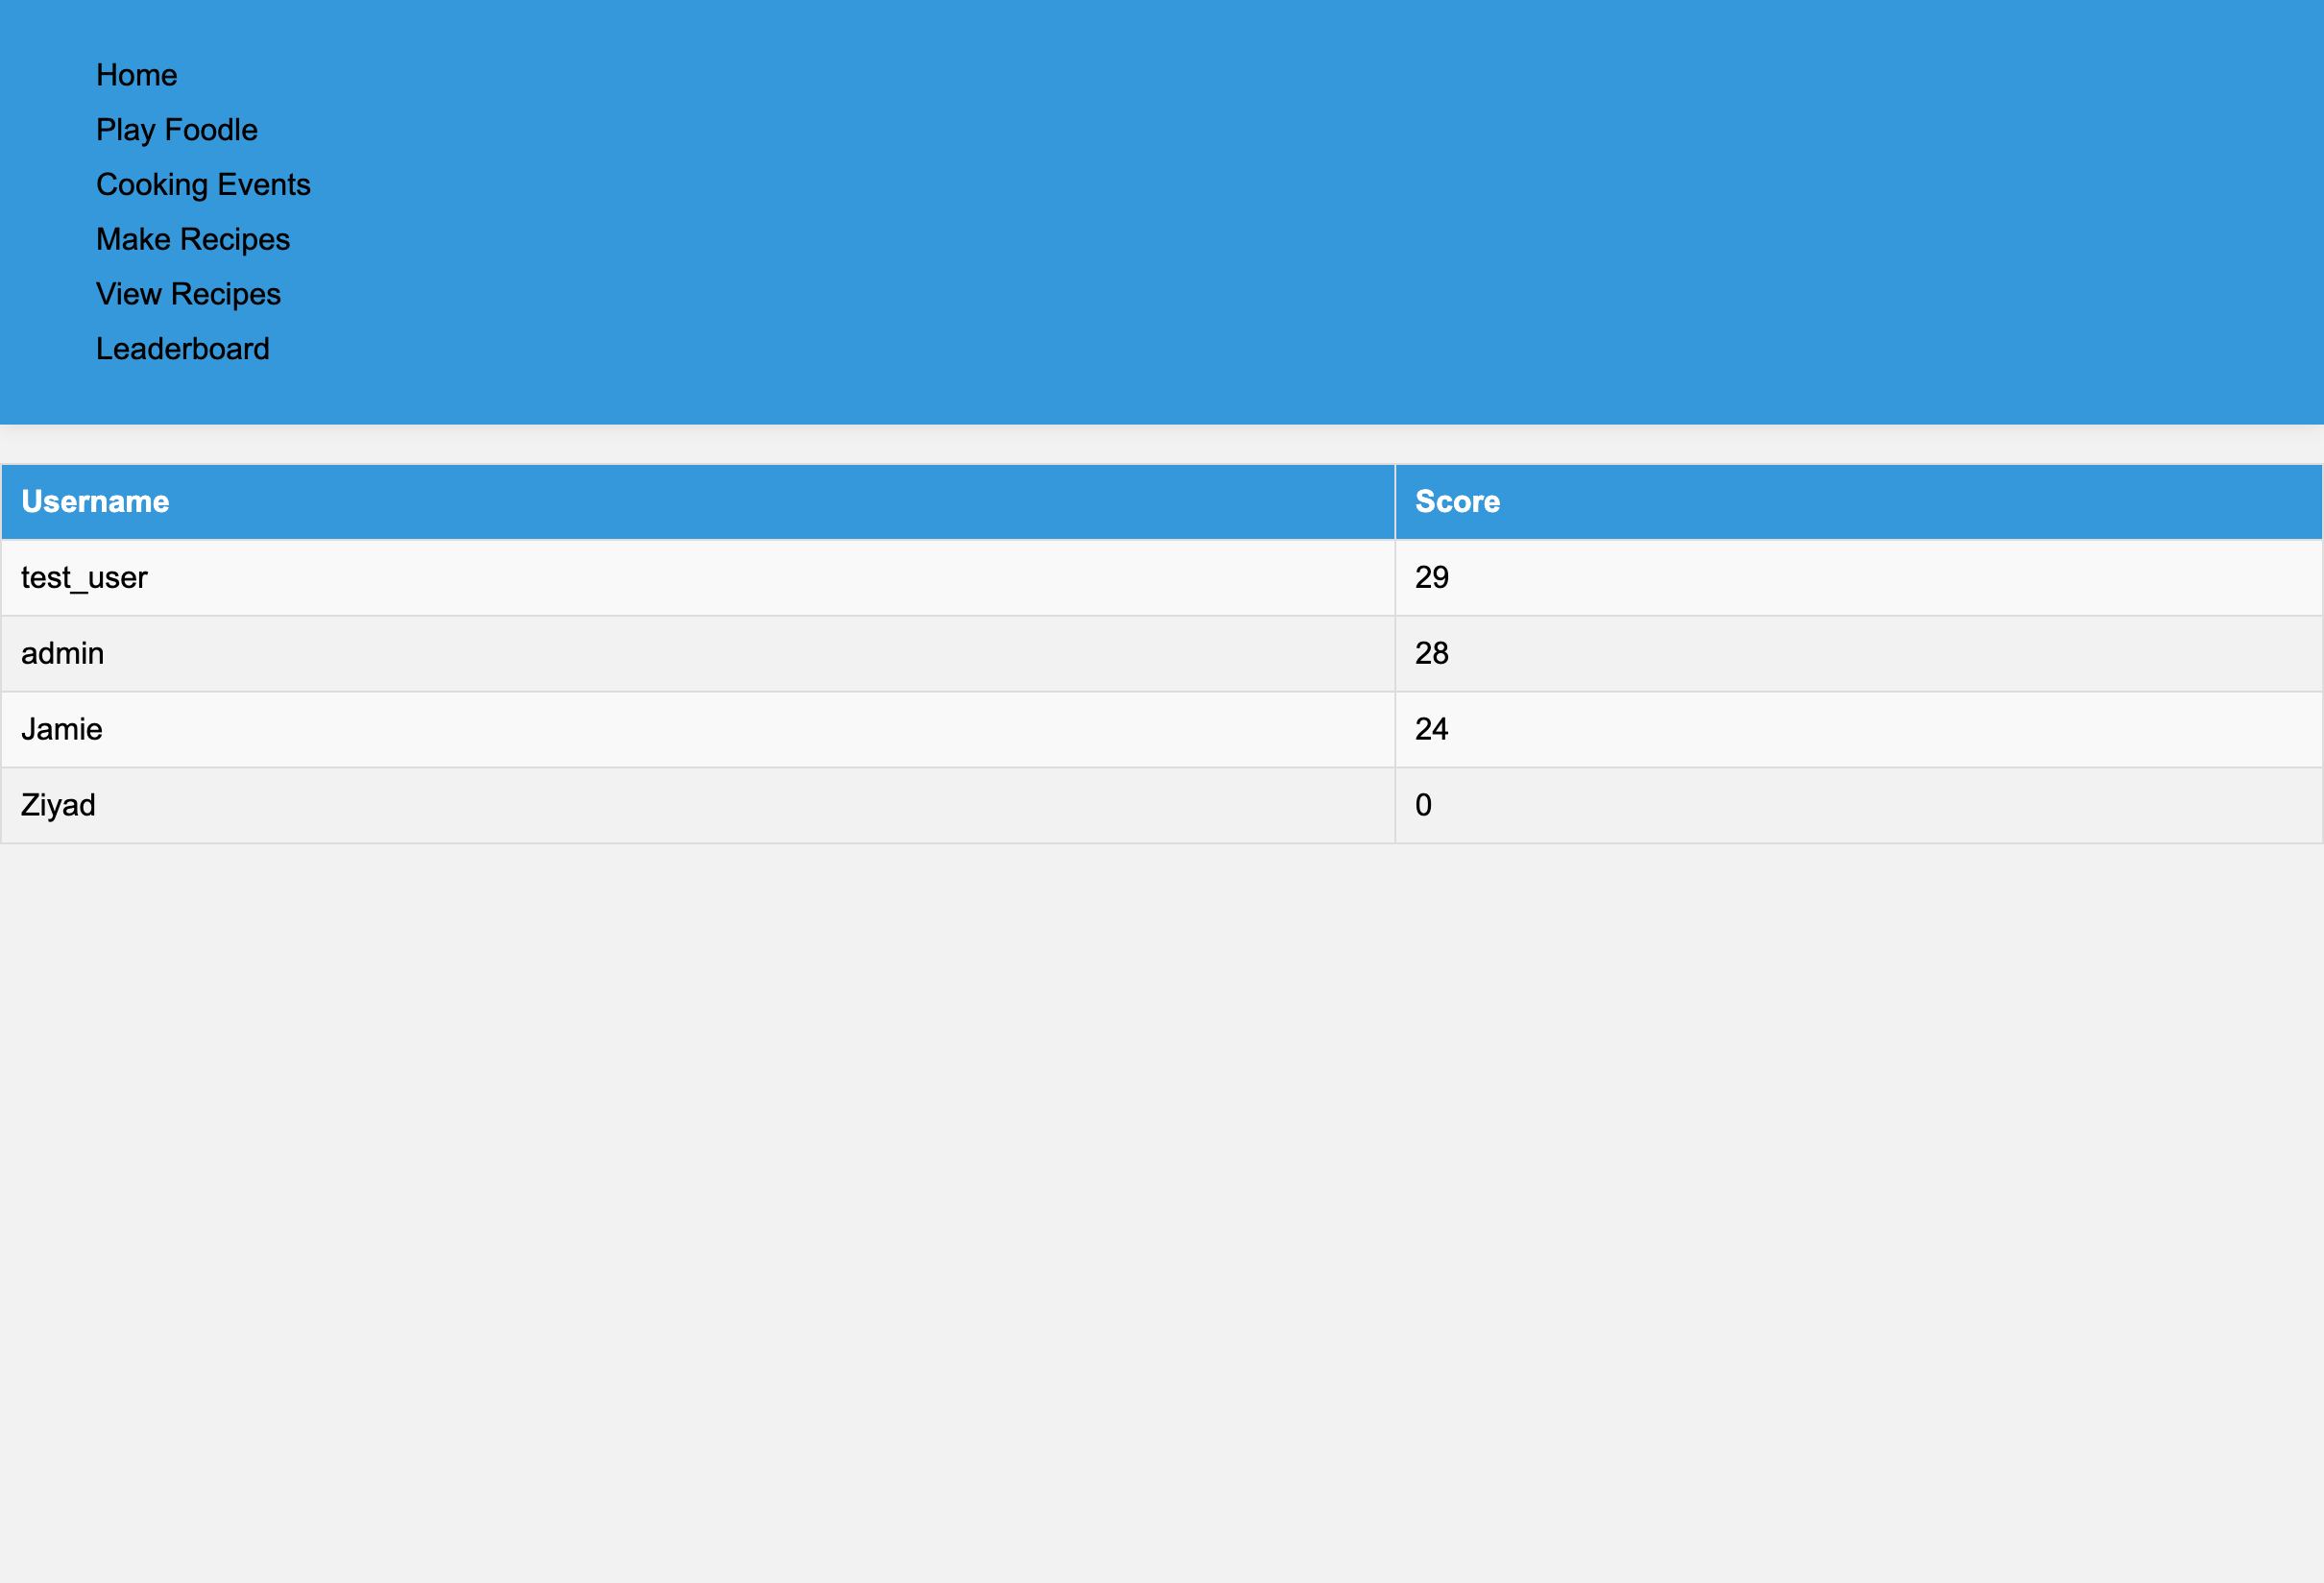 Home
Play Foodle
Cooking Events
Make Recipes
View Recipes
Leaderboard
Username Score
test_user 29
admin 28
Jamie 24
Ziyad 0